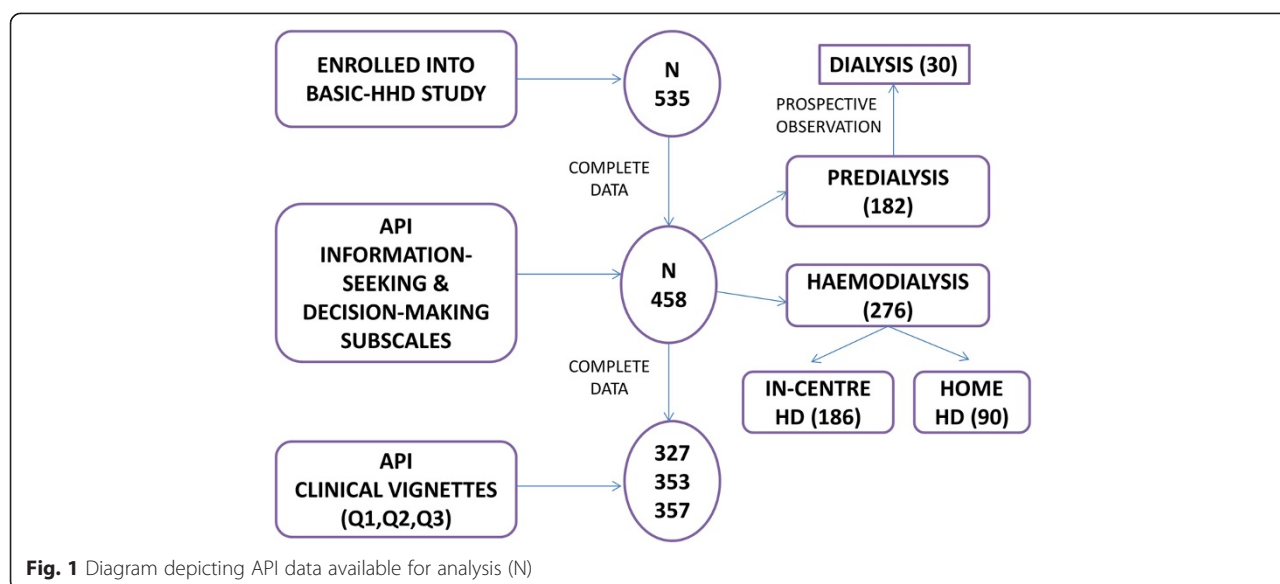 ENROLLED INTO
BASIC-HHD STUDY
N
535
DIALYSIS (30)
PROSPECTIVE
OBSERVATION
COMPLETE
DATA
PREDIALYSIS
(182)
API
INFORMATION-
SEEKING &
DECISION-MAKING
SUBSCALES
N
458
HAEMODIALYSIS
(276)
COMPLETE
DATA
IN-CENTRE
HD (186)
HOME
HD (90)
API
CLINICAL VIGNETTES
(Q1,Q2,Q3)
327
353
357
Fig. 1 Diagram depicting API data available for analysis (N)